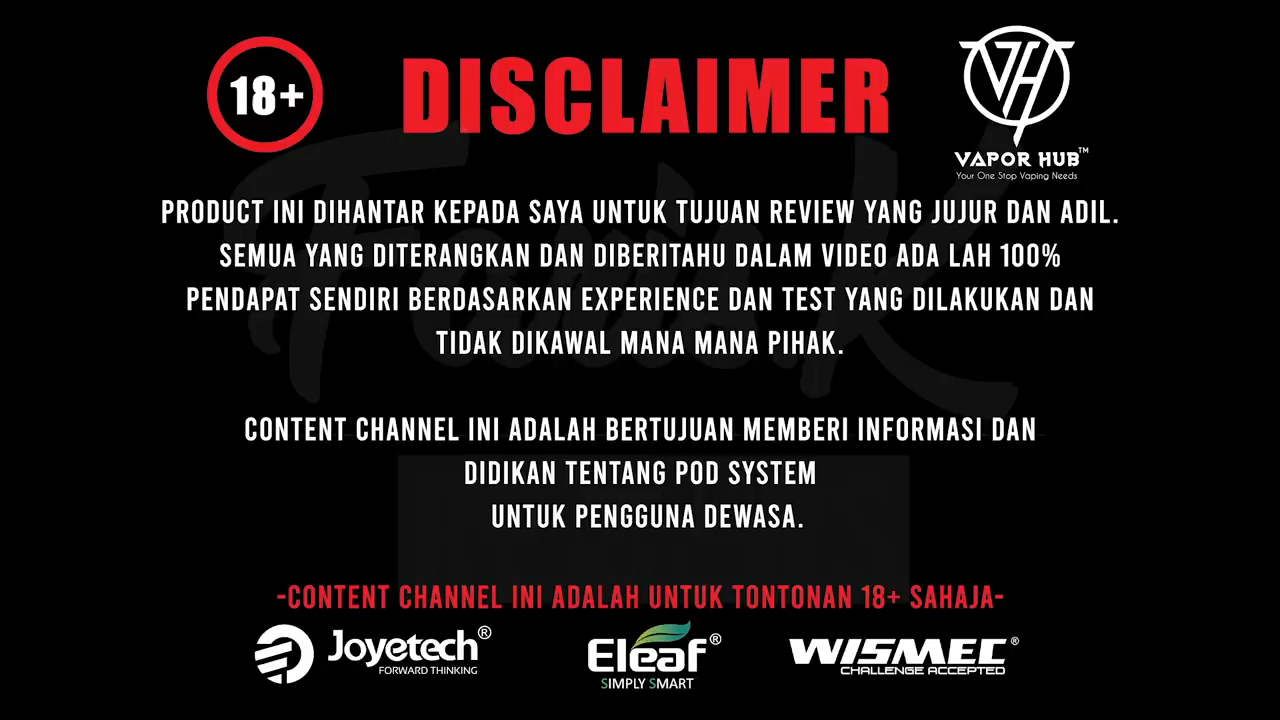 18+
DISCLAIMER
VH
VAPOR HUB™
Your One Stop Vaping Needs
PRODUCT INI DIHANTAR KEPADA SAYA UNTUK TUJUAN REVIEW YANG JUJUR DAN ADIL.
SEMUA YANG DITERANGKAN DAN DIBERITAHU DALAM VIDEO ADA LAH 100%
PENDAPAT SENDIRI BERDASARKAN EXPERIENCE DAN TEST YANG DILAKUKAN DAN
TIDAK DIKAWAL MANA MANA PIHAK.
CONTENT CHANNEL INI ADALAH BERTUJUAN MEMBERI INFORMASI DAN
DIDIKAN TENTANG POD SYSTEM
UNTUK PENGGUNA DEWASA.
-CONTENT CHANNEL INI ADALAH UNTUK TONTONAN 18+ SAHAJA-
Joyetech®
FORWARD THINKING
Eleaf®
SIMPLY SMART
WISMEC®
CHALLENGE ACCEPTED